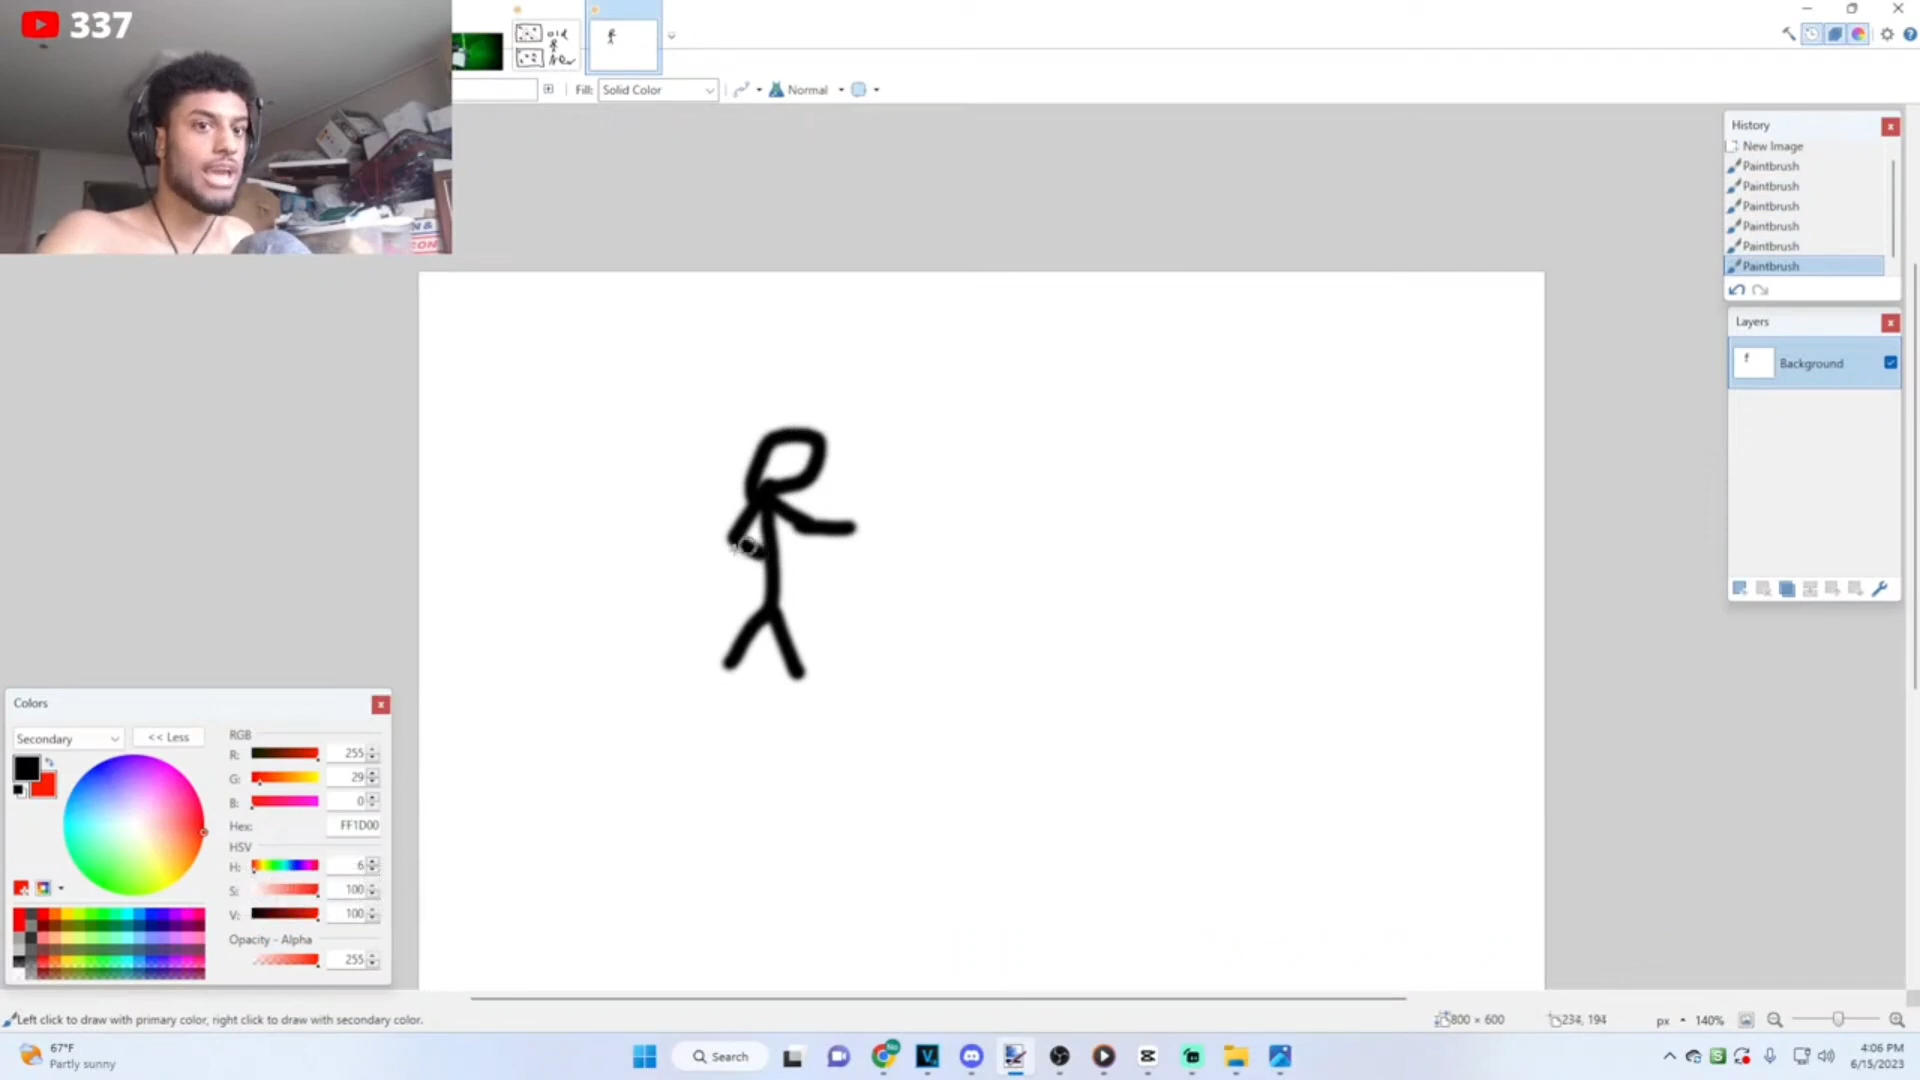 337
old
New
Fill: Solid Color
Normal
History
New Image
Paintbrush
Paintbrush
Paintbrush
Paintbrush
Paintbrush
Paintbrush
Layers
Background
Colors
Secondary
<< Less
RGB
R: 255
G: 29
B: 0
Hex: FF1D00
HSV
H: 6
S: 100
V: 100
Opacity - Alpha
255
Left click to draw with primary color, right click to draw with secondary color.
800 × 600
234, 194
px
140%
67°F
Partly sunny
Search
4:06 PM
6/15/2023